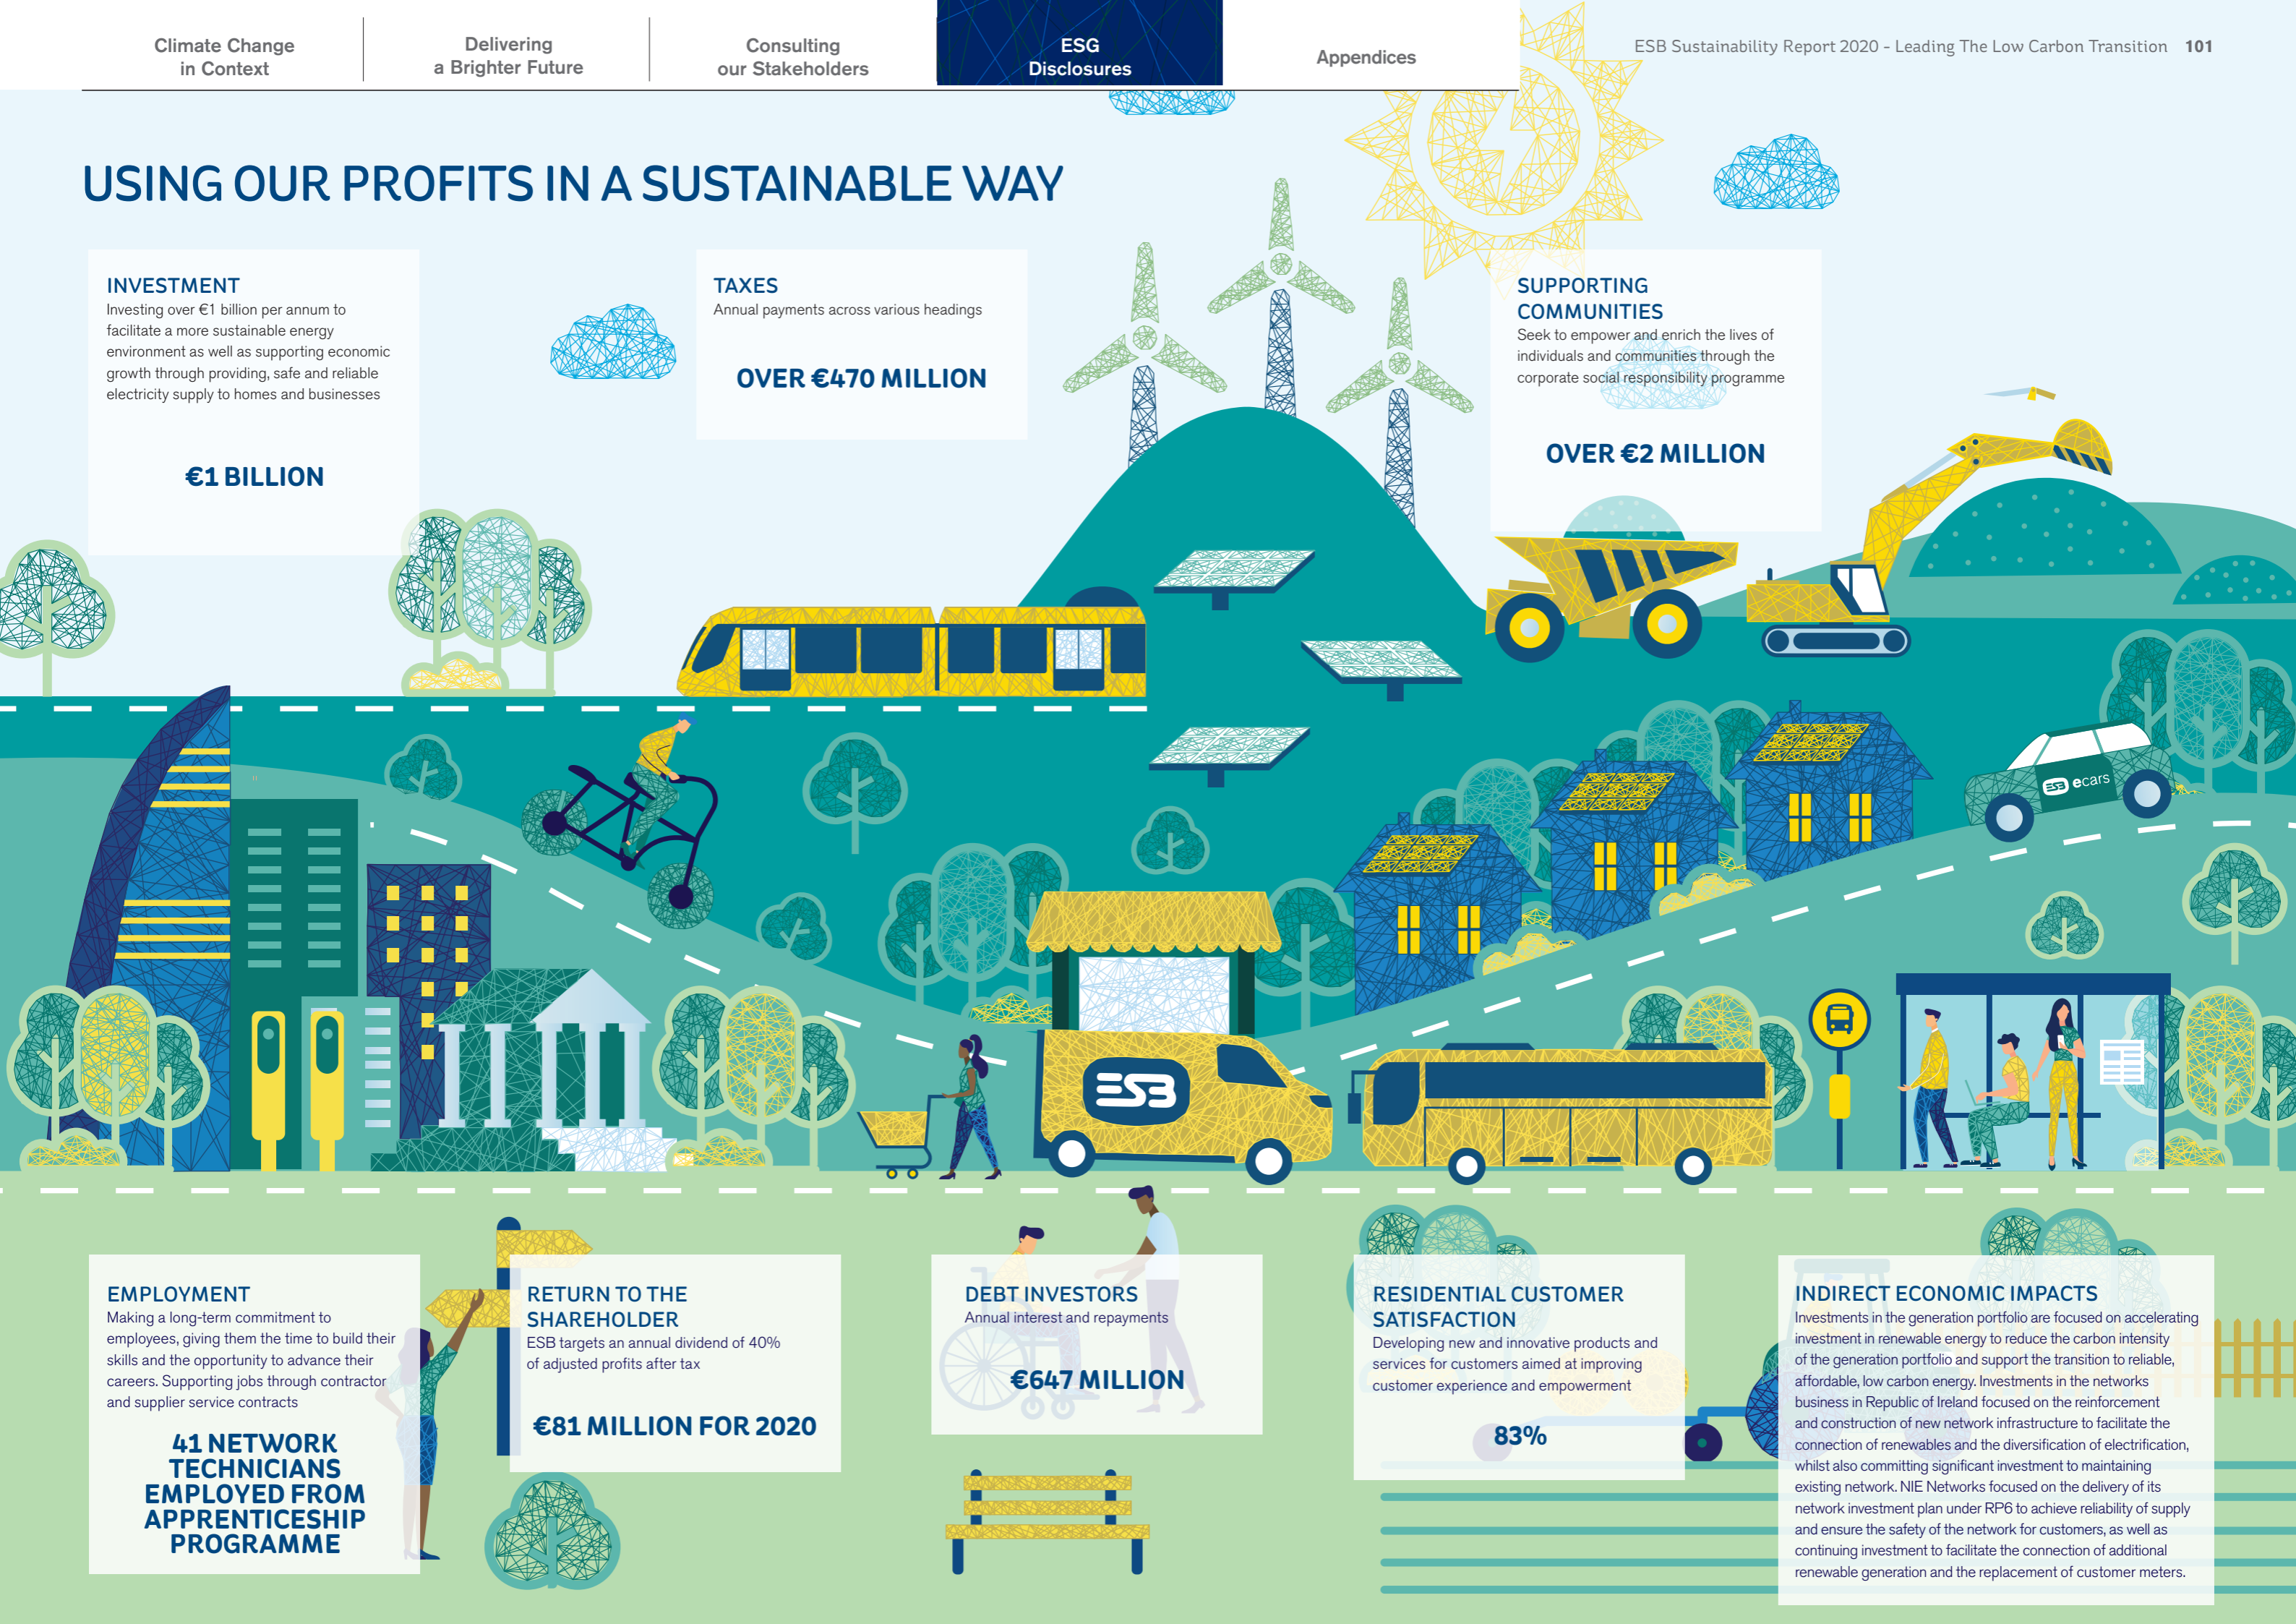 Climate Change
in Context
Delivering
a Brighter Future
Consulting
our Stakeholders
ESG
Disclosures
Appendices
ESB Sustainability Report 2020 - Leading The Low Carbon Transition 101
USING OUR PROFITS IN A SUSTAINABLE WAY
INVESTMENT
Investing over €1 billion per annum to
facilitate a more sustainable energy
environment as well as supporting economic
growth through providing, safe and reliable
electricity supply to homes and businesses
€1 BILLION
TAXES
Annual payments across various headings
OVER €470 MILLION
SUPPORTING
COMMUNITIES
Seek to empower and enrich the lives of
individuals and communities through the
corporate social responsibility programme
OVER €2 MILLION
ESB ecars
ESB
EMPLOYMENT
Making a long-term commitment to
employees, giving them the time to build their
skills and the opportunity to advance their
careers. Supporting jobs through contractor
and supplier service contracts
41 NETWORK
TECHNICIANS
EMPLOYED FROM
APPRENTICESHIP
PROGRAMME
RETURN TO THE
SHAREHOLDER
ESB targets an annual dividend of 40%
of adjusted profits after tax
€81 MILLION FOR 2020
DEBT INVESTORS
Annual interest and repayments
€647 MILLION
RESIDENTIAL CUSTOMER
SATISFACTION
Developing new and innovative products and
services for customers aimed at improving
customer experience and empowerment
83%
INDIRECT ECONOMIC IMPACTS
Investments in the generation portfolio are focused on accelerating
investment in renewable energy to reduce the carbon intensity
of the generation portfolio and support the transition to reliable,
affordable, low carbon energy. Investments in the networks
business in Republic of Ireland focused on the reinforcement
and construction of new network infrastructure to facilitate the
connection of renewables and the diversification of electrification,
whilst also committing significant investment to maintaining
existing network. NIE Networks focused on the delivery of its
network investment plan under RP6 to achieve reliability of supply
and ensure the safety of the network for customers, as well as
continuing investment to facilitate the connection of additional
renewable generation and the replacement of customer meters.